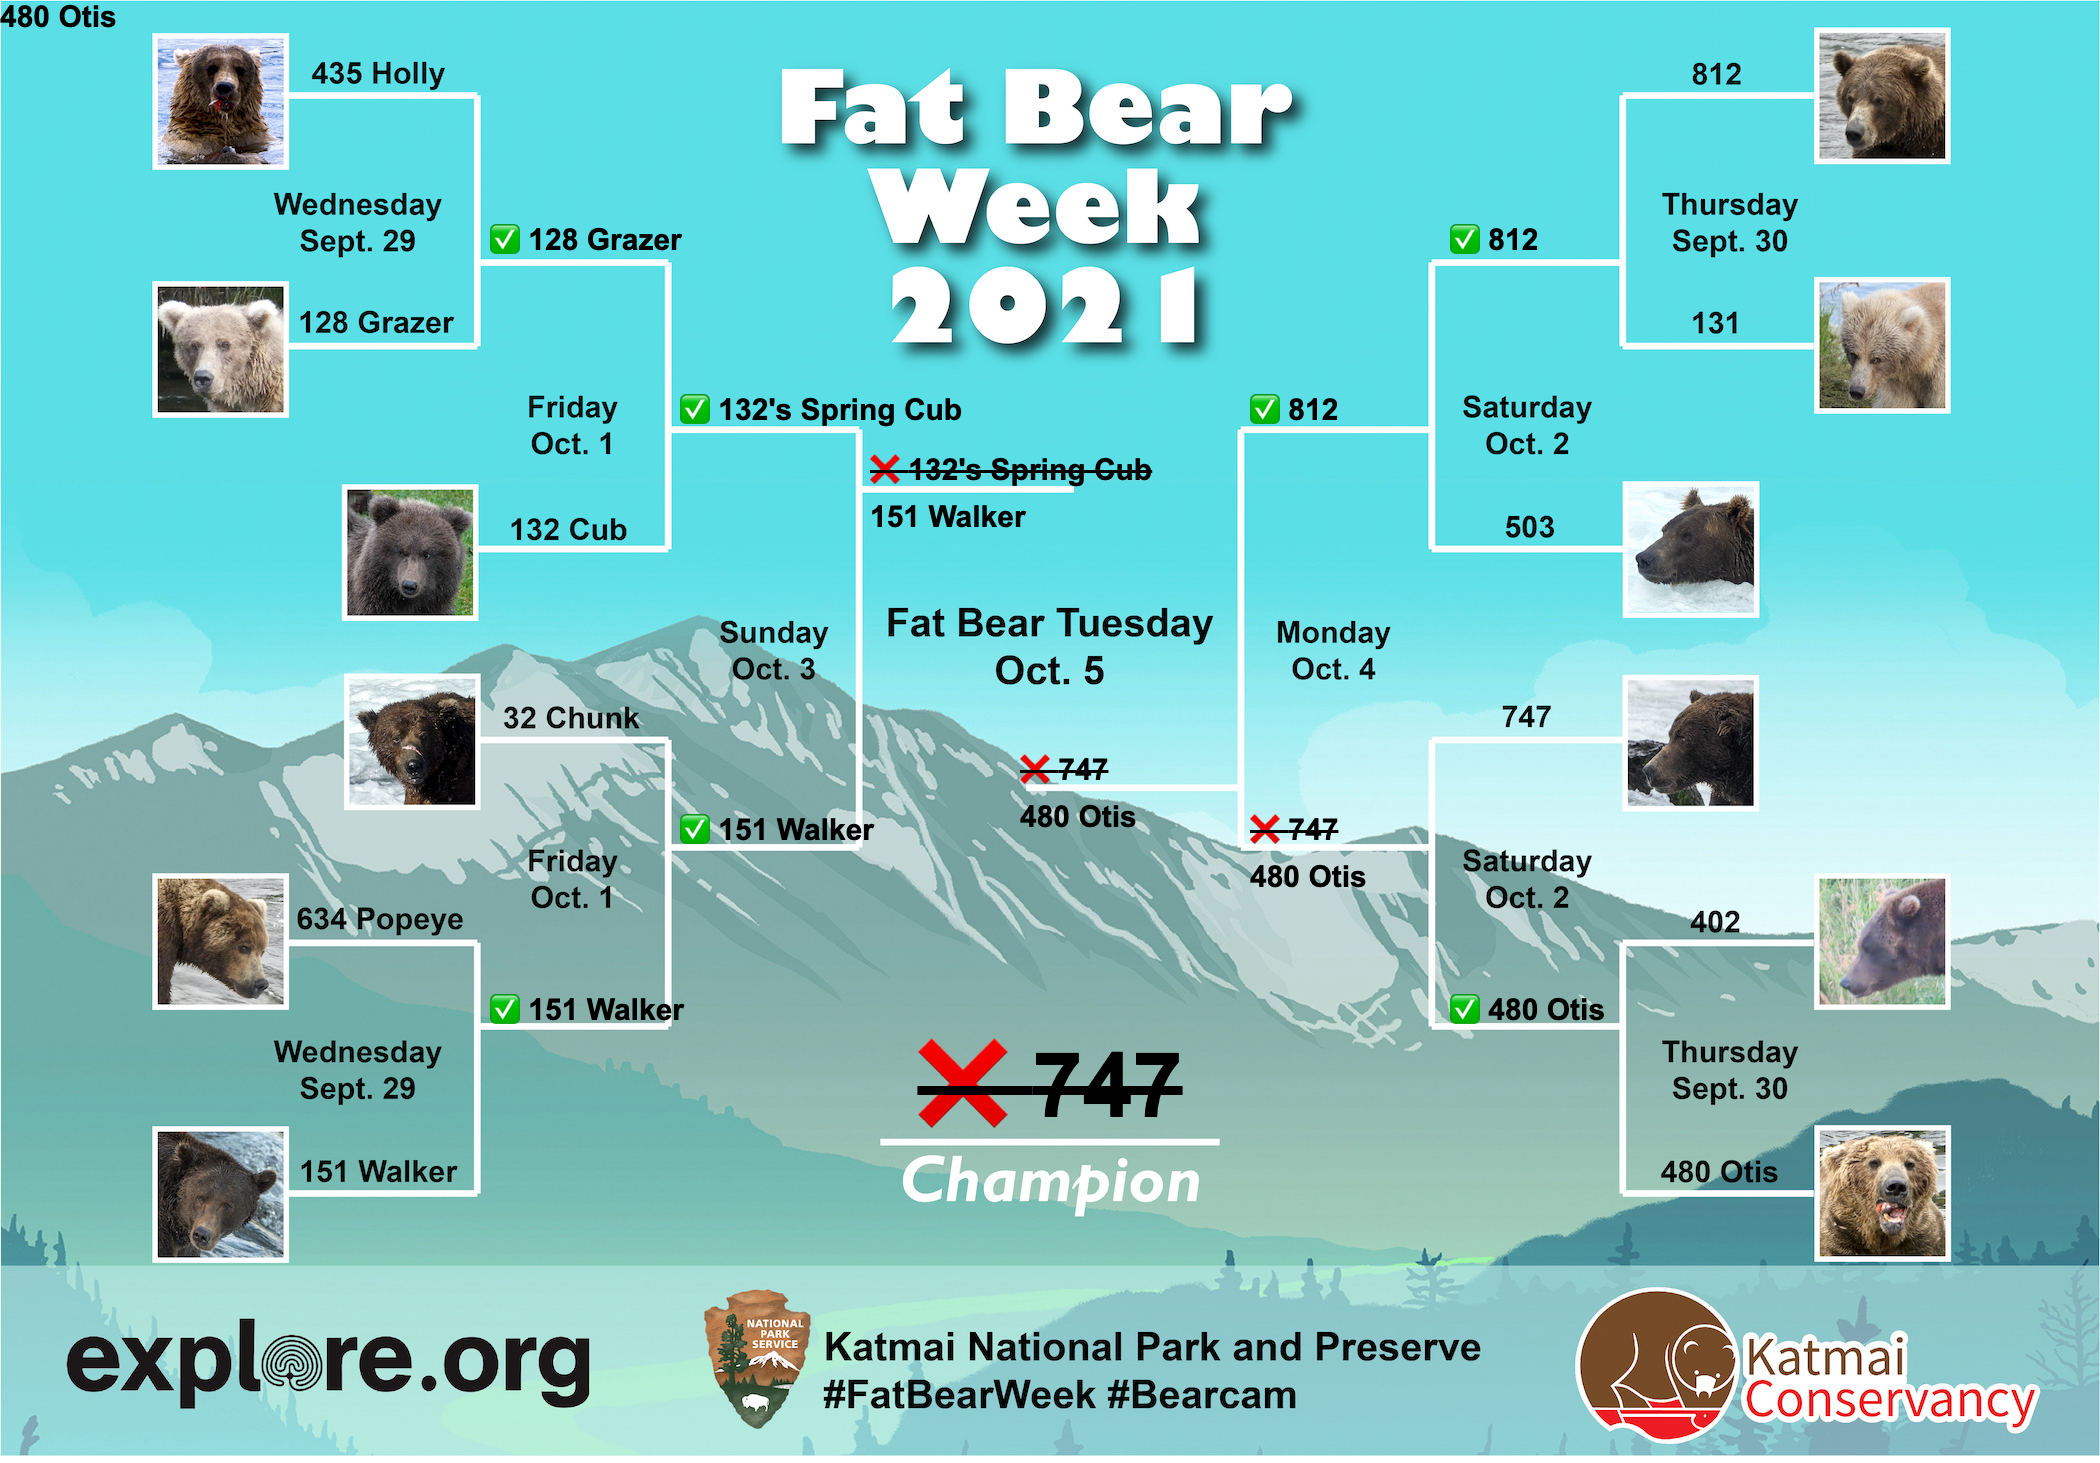 480 Otis
Fat Bear
Week
2021
435 Holly
Wednesday
Sept. 29
128 Grazer
✅ 128 Grazer
Friday
Oct. 1
132 Cub
✅ 132's Spring Cub
❌ 132's Spring Cub
151 Walker
Sunday
Oct. 3
32 Chunk
✅ 151 Walker
Friday
Oct. 1
634 Popeye
✅ 151 Walker
Wednesday
Sept. 29
151 Walker
Fat Bear Tuesday
Oct. 5
❌ 747
480 Otis
812
Thursday
Sept. 30
✅ 812
131
✅ 812
Saturday
Oct. 2
503
Monday
Oct. 4
747
❌ 747
480 Otis
Saturday
Oct. 2
402
✅ 480 Otis
Thursday
Sept. 30
480 Otis
❌ 747
Champion
explore.org
NATIONAL
PARK
SERVICE
Katmai National Park and Preserve
#FatBearWeek #Bearcam
Katmai
Conservancy